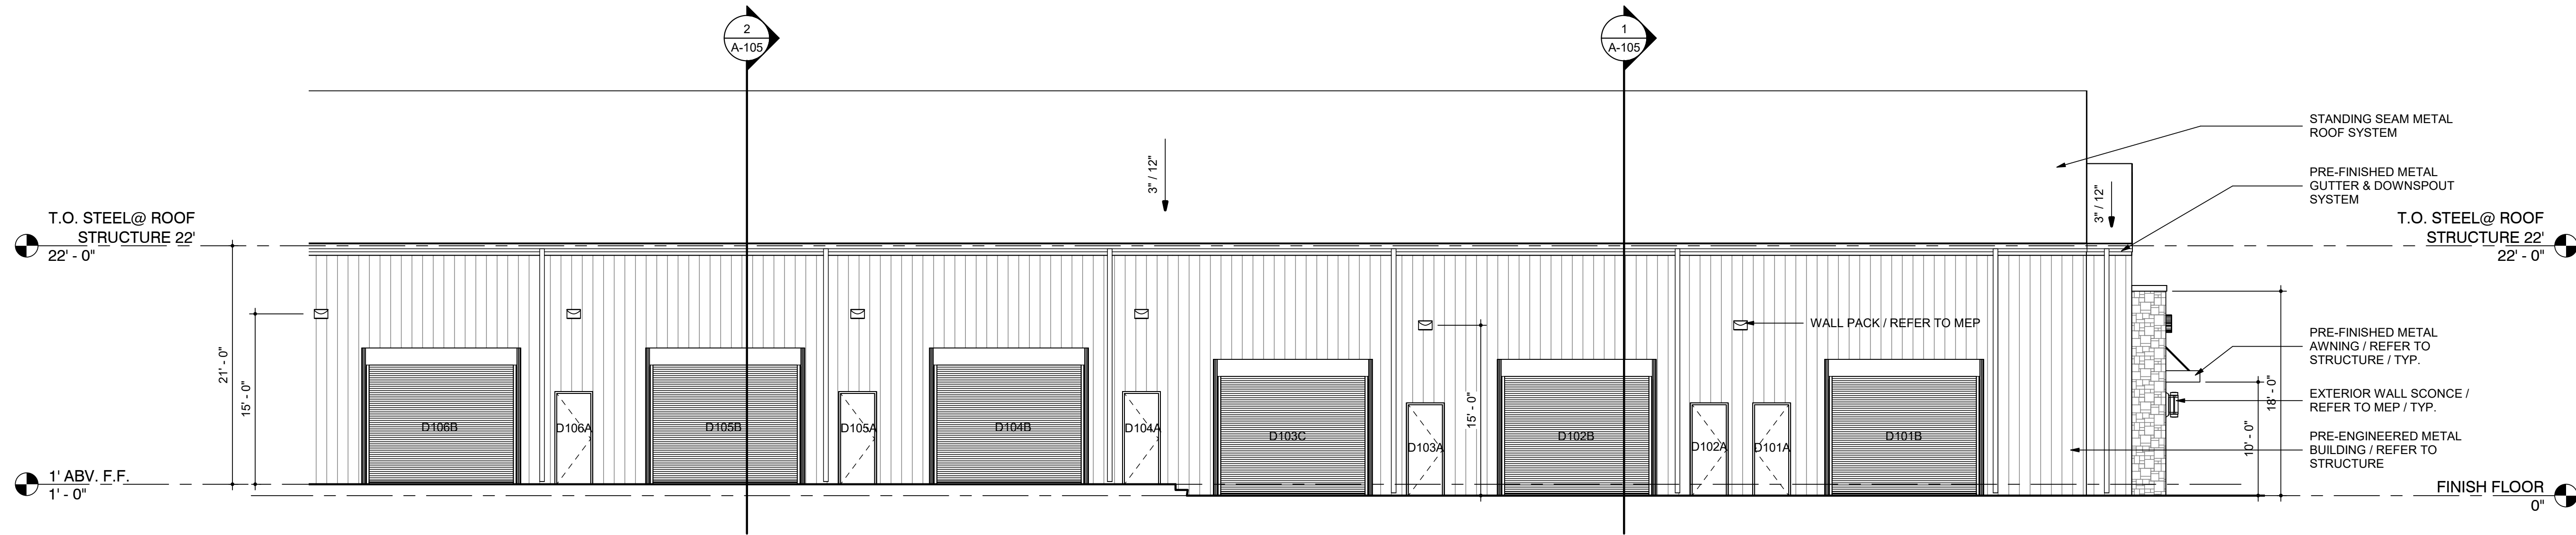 2
A-105
1
A-105
STANDING SEAM METAL
ROOF SYSTEM
3" / 12"
PRE-FINISHED METAL
GUTTER & DOWNSPOUT
SYSTEM
3" / 12"
T.O. STEEL@ ROOF
STRUCTURE 22'
22' - 0"
T.O. STEEL@ ROOF
STRUCTURE 22'
22' - 0"
WALL PACK / REFER TO MEP
PRE-FINISHED METAL
AWNING / REFER TO
STRUCTURE / TYP.
21' - 0"
15' - 0"
15' - 0"
18' - 0"
10' - 0"
EXTERIOR WALL SCONCE /
REFER TO MEP / TYP.
D106B
D106A
D105B
D105A
D104B
D104A
D103C
D103A
D102B
D102A
D101A
D101B
PRE-ENGINEERED METAL
BUILDING / REFER TO
STRUCTURE
1' ABV. F.F.
1' - 0"
FINISH FLOOR
0"